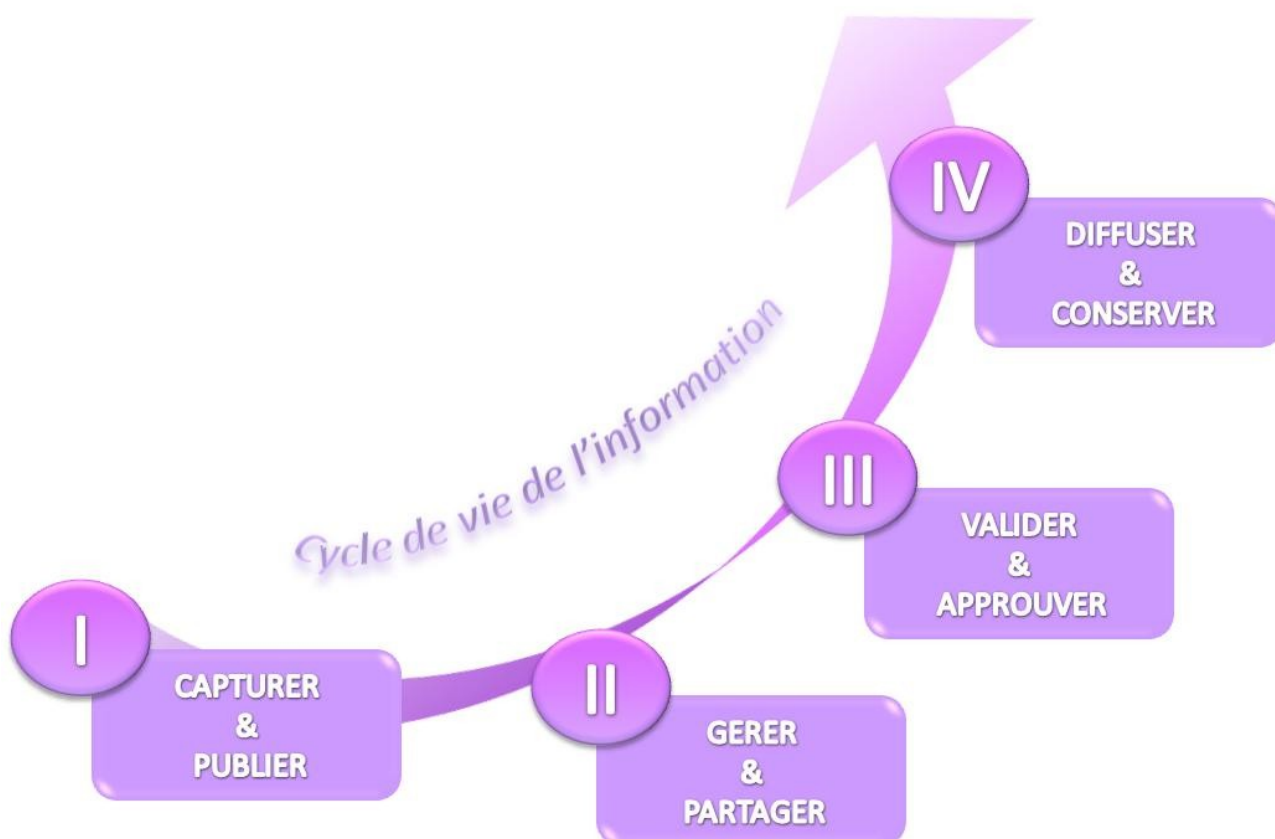 Cycle de vie de l'information
I
CAPTURER
&
PUBLIER
II
GERER
&
PARTAGER
III
VALIDER
&
APPROUVER
IV
DIFFUSER
&
CONSERVER